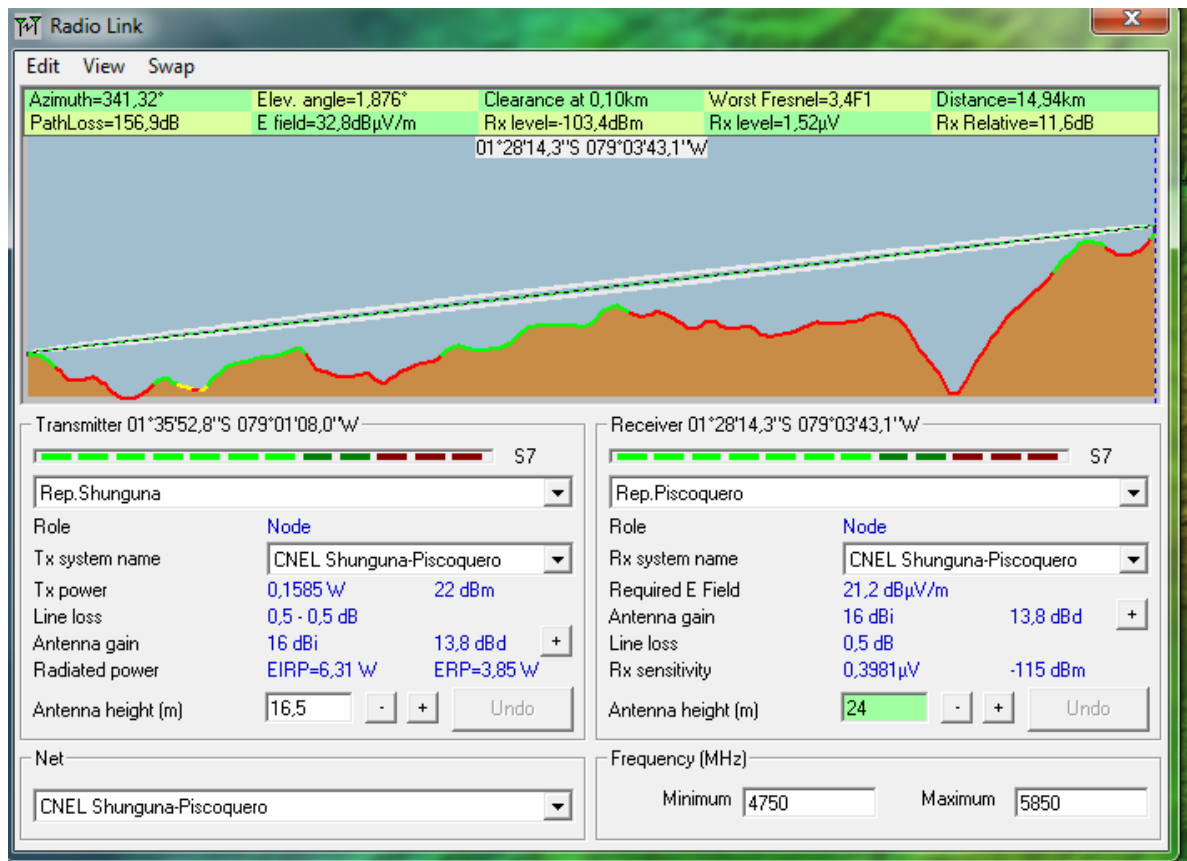 Radio Link
X
Edit View Swap
Azimuth=341,32° Elev. angle=1,876° Clearance at 0,10km Worst Fresnel=3,4F1 Distance=14,94km
PathLoss=156,9dB E field=32,8dBµV/m Rx level=-103,4dBm Rx level=1,52µV Rx Relative=11,6dB
01°28'14,3"S 079°03'43,1"W
Transmitter 01°35'52,8"S 079°01'08,0"W
S7
Rep.Shunguna
Role Node
Tx system name CNEL Shunguna-Piscoquero
Tx power 0,1585 W 22 dBm
Line loss 0,5 - 0,5 dB
Antenna gain 16 dBi 13,8 dBd +
Radiated power EIRP=6,31 W ERP=3,85 W
Antenna height (m) 16,5 - + Undo
Receiver 01°28'14,3"S 079°03'43,1"W
S7
Rep.Piscoquero
Role Node
Rx system name CNEL Shunguna-Piscoquero
Required E Field 21,2 dBµV/m
Antenna gain 16 dBi 13,8 dBd +
Line loss 0,5 dB
Rx sensitivity 0,3981µV -115 dBm
Antenna height (m) 24 - + Undo
Net
CNEL Shunguna-Piscoquero
Frequency (MHz)
Minimum 4750 Maximum 5850